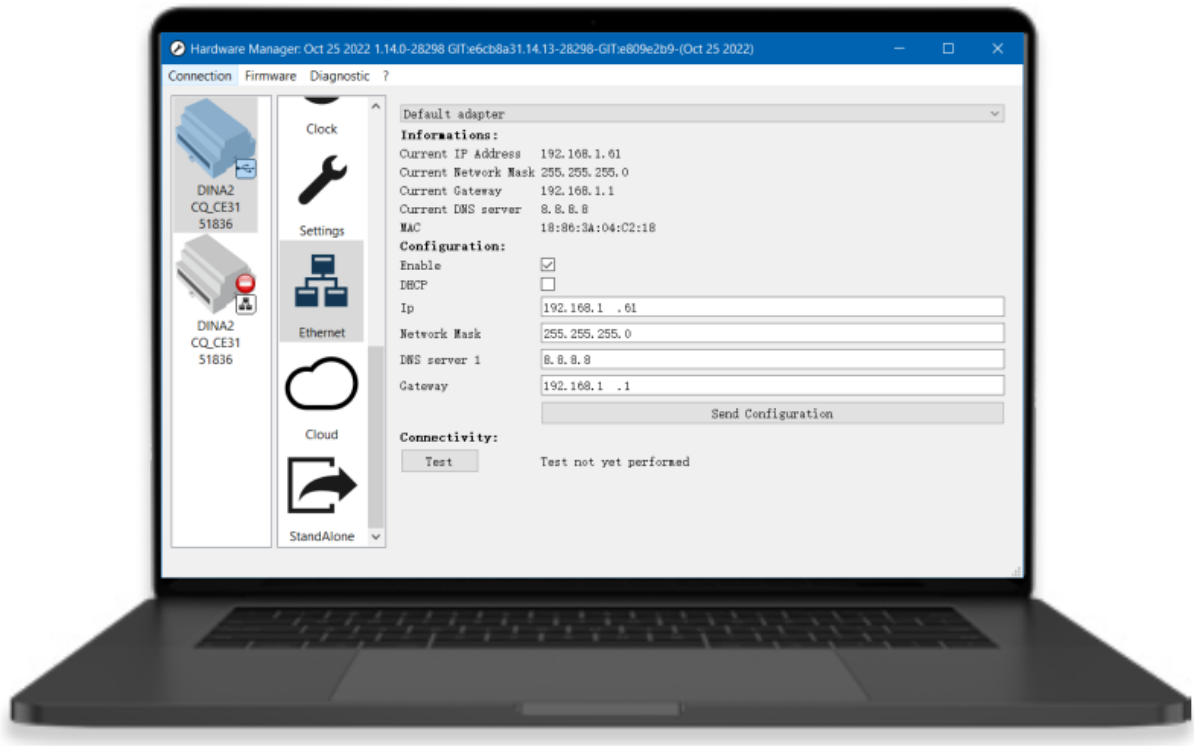 Hardware Manager: Oct 25 2022 1.14.0-28298 GIT:e6cb8a31.14.13-28298-GIT:e809e2b9-(Oct 25 2022)
Connection Firmware Diagnostic ?
DINA2
CQ_CE31
51836
DINA2
CQ_CE31
51836
Clock
Settings
Ethernet
Cloud
StandAlone
Default adapter
Informations:
Current IP Address 192.168.1.61
Current Network Mask 255.255.255.0
Current Gateway 192.168.1.1
Current DNS server 8.8.8.8
MAC 18:86:3A:04:C2:18
Configuration:
Enable
DHCP
Ip 192.168.1 .61
Network Mask 255.255.255.0
DNS server 1 8.8.8.8
Gateway 192.168.1 .1
Send Configuration
Connectivity:
Test Test not yet performed